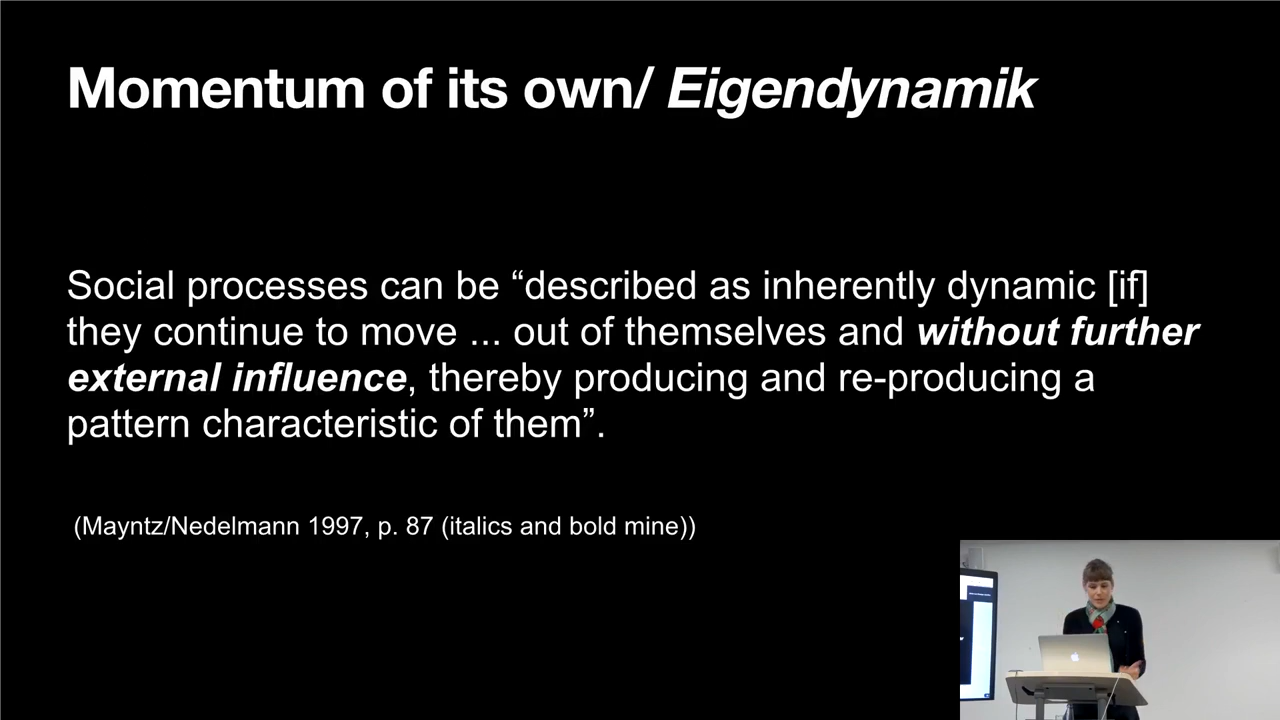 Momentum of its own/ Eigendynamik
Social processes can be “described as inherently dynamic [if]
they continue to move ... out of themselves and without further
external influence, thereby producing and re-producing a
pattern characteristic of them”.
(Mayntz/Nedelmann 1997, p. 87 (italics and bold mine))